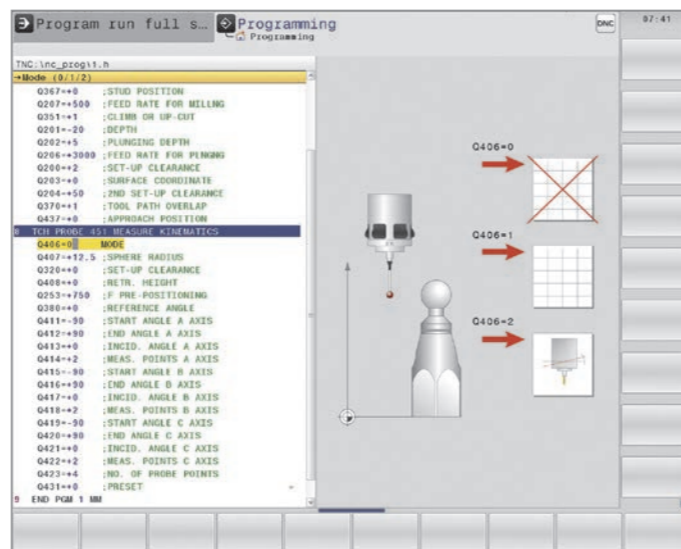 Program run full s...
Programming
Programming
DNC
07:41
TNC:\nc_prog\1.h
→Mode (0/1/2)
Q367=+0 ;STUD POSITION
Q207=+500 ;FEED RATE FOR MILLNG
Q351=+1 ;CLIMB OR UP-CUT
Q201=-20 ;DEPTH
Q202=+5 ;PLUNGING DEPTH
Q206=+3000 ;FEED RATE FOR PLNGNG
Q200=+2 ;SET-UP CLEARANCE
Q203=+0 ;SURFACE COORDINATE
Q204=+50 ;2ND SET-UP CLEARANCE
Q370=+1 ;TOOL PATH OVERLAP
Q437=+0 ;APPROACH POSITION
8 TCH PROBE 451 MEASURE KINEMATICS
Q406=0 MODE
Q407=+12.5 ;SPHERE RADIUS
Q320=+0 ;SET-UP CLEARANCE
Q408=+0 ;RETR. HEIGHT
Q253=+750 ;F PRE-POSITIONING
Q380=+0 ;REFERENCE ANGLE
Q411=-90 ;START ANGLE A AXIS
Q412=+90 ;END ANGLE A AXIS
Q413=+0 ;INCID. ANGLE A AXIS
Q414=+2 ;MEAS. POINTS A AXIS
Q415=-90 ;START ANGLE B AXIS
Q416=+90 ;END ANGLE B AXIS
Q417=+0 ;INCID. ANGLE B AXIS
Q418=+2 ;MEAS. POINTS B AXIS
Q419=-90 ;START ANGLE C AXIS
Q420=+90 ;END ANGLE C AXIS
Q421=+0 ;INCID. ANGLE C AXIS
Q422=+2 ;MEAS. POINTS C AXIS
Q423=+4 ;NO. OF PROBE POINTS
Q431=+0 ;PRESET
9 END PGM 1 MM
Q406=0
Q406=1
Q406=2